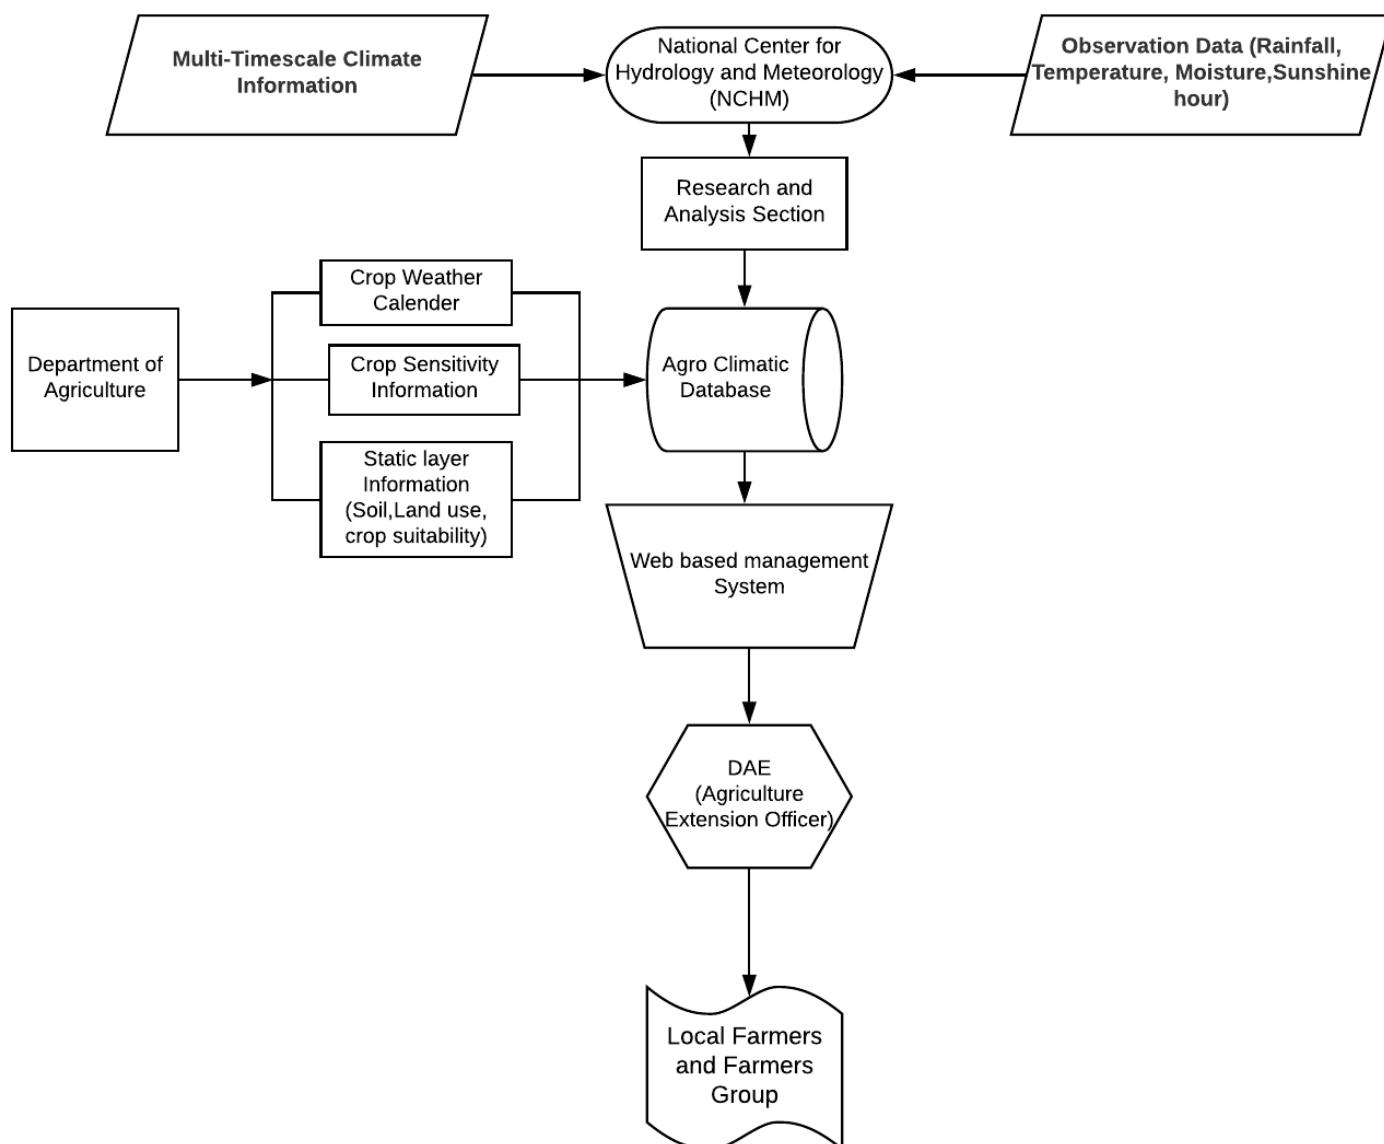 Multi-Timescale Climate
Information
National Center for
Hydrology and Meteorology
(NCHM)
Observation Data (Rainfall,
Temperature, Moisture,Sunshine
hour)
Research and
Analysis Section
Crop Weather
Calender
Department of
Agriculture
Crop Sensitivity
Information
Agro Climatic
Database
Static layer
Information
(Soil,Land use,
crop suitability)
Web based management
System
DAE
(Agriculture
Extension Officer)
Local Farmers
and Farmers
Group